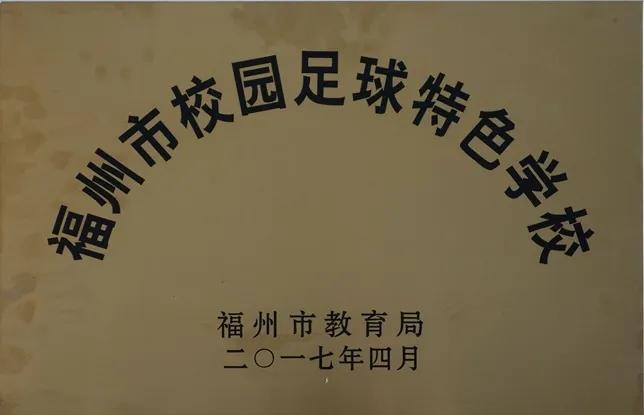 福州市校园足球特色学校
福州市教育局
二〇一七年四月